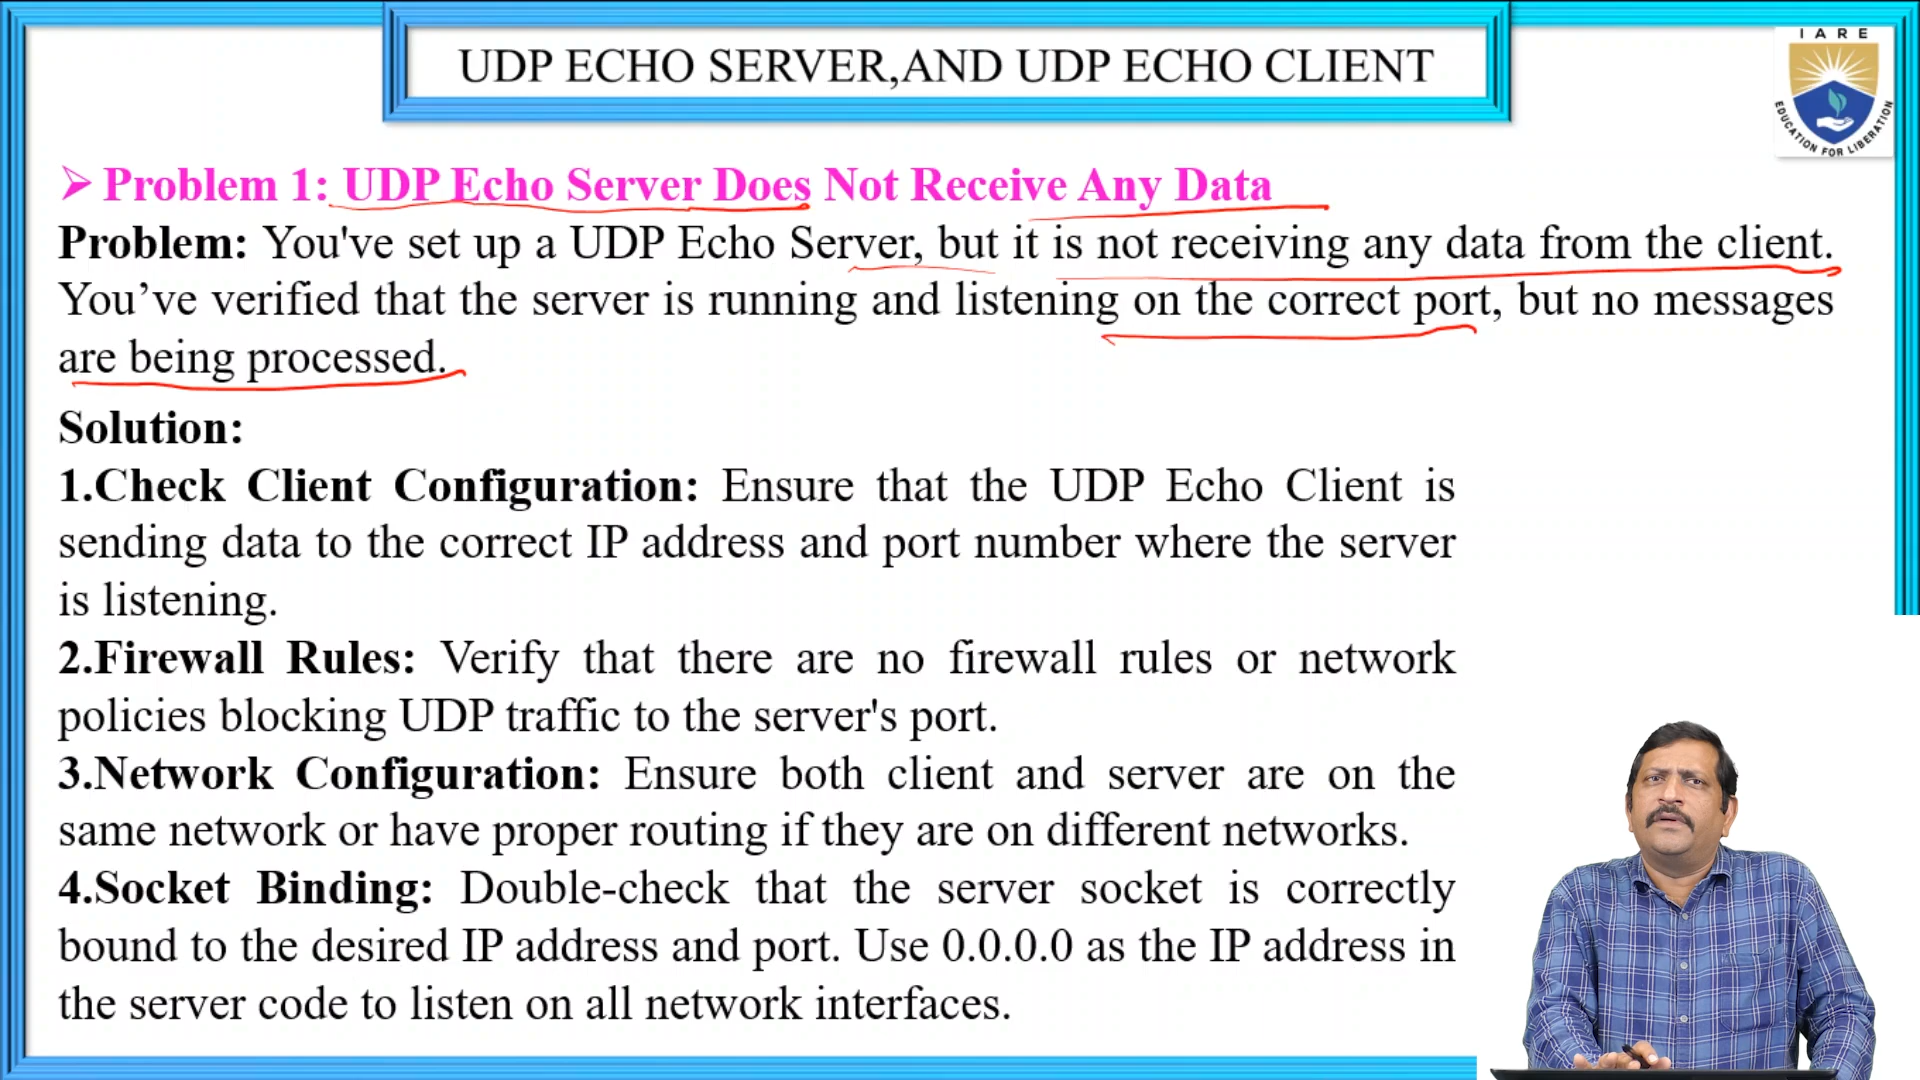 UDP ECHO SERVER,AND UDP ECHO CLIENT
IARE
EDUCATION FOR LIBERATION
➢ Problem 1: UDP Echo Server Does Not Receive Any Data
Problem: You've set up a UDP Echo Server, but it is not receiving any data from the client.
You’ve verified that the server is running and listening on the correct port, but no messages
are being processed.
Solution:
1.Check Client Configuration: Ensure that the UDP Echo Client is
sending data to the correct IP address and port number where the server
is listening.
2.Firewall Rules: Verify that there are no firewall rules or network
policies blocking UDP traffic to the server's port.
3.Network Configuration: Ensure both client and server are on the
same network or have proper routing if they are on different networks.
4.Socket Binding: Double-check that the server socket is correctly
bound to the desired IP address and port. Use 0.0.0.0 as the IP address in
the server code to listen on all network interfaces.